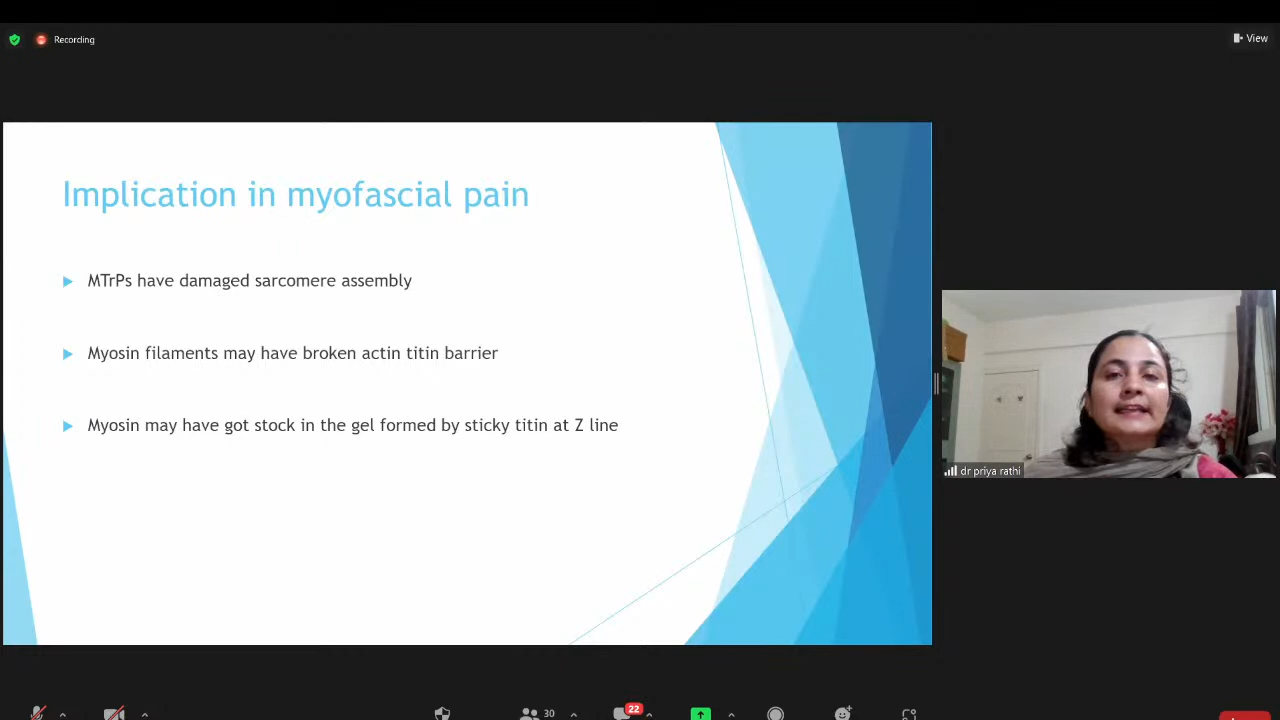 Recording
View
Implication in myofascial pain
MTrPs have damaged sarcomere assembly
Myosin filaments may have broken actin titin barrier
Myosin may have got stock in the gel formed by sticky titin at Z line
dr priya rathi
30
22